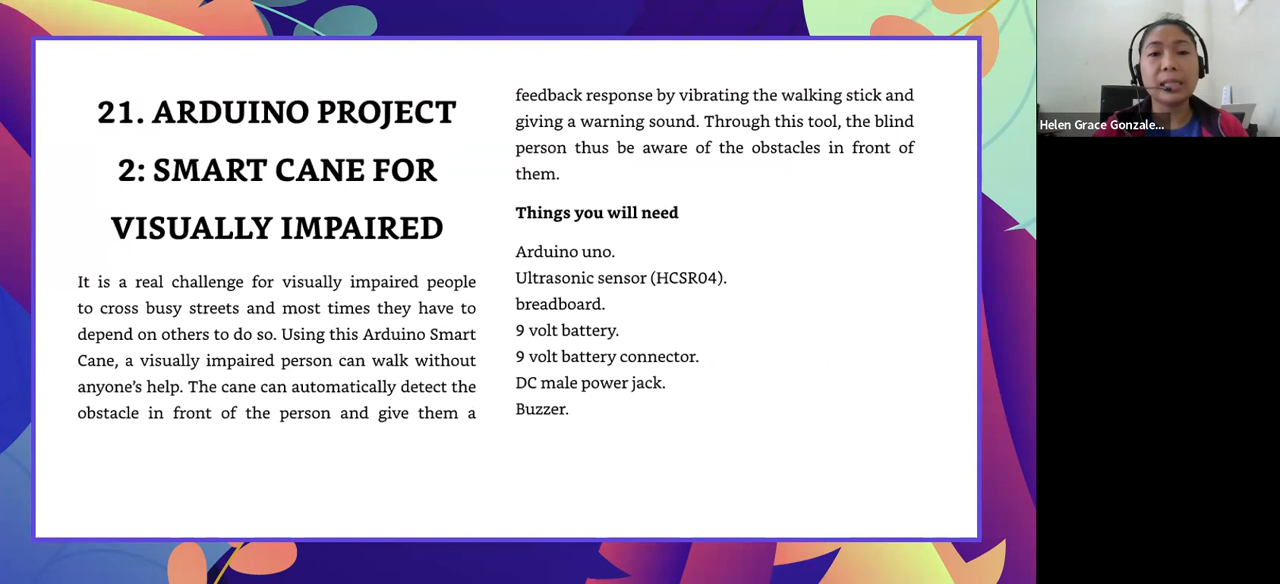 21. ARDUINO PROJECT
2: SMART CANE FOR
VISUALLY IMPAIRED
It is a real challenge for visually impaired people
to cross busy streets and most times they have to
depend on others to do so. Using this Arduino Smart
Cane, a visually impaired person can walk without
anyone’s help. The cane can automatically detect the
obstacle in front of the person and give them a
feedback response by vibrating the walking stick and
giving a warning sound. Through this tool, the blind
person thus be aware of the obstacles in front of
them.
Things you will need
Arduino uno.
Ultrasonic sensor (HCSR04).
breadboard.
9 volt battery.
9 volt battery connector.
DC male power jack.
Buzzer.
Helen Grace Gonzale...